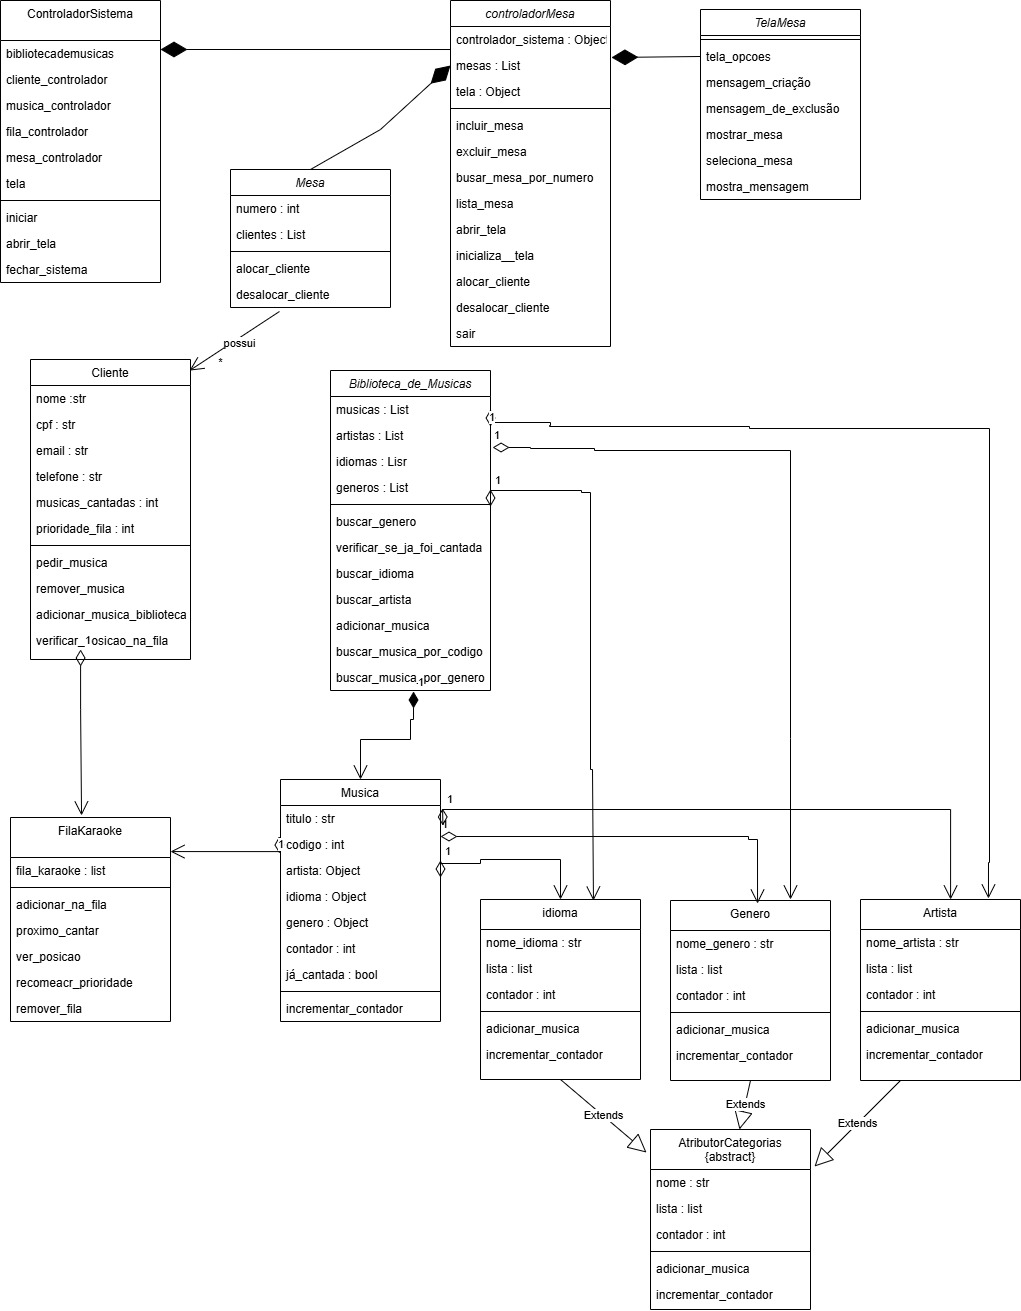 ControladorSistema
bibliotecademusicas
cliente_controlador
musica_controlador
fila_controlador
mesa_controlador
tela
iniciar
abrir_tela
fechar_sistema
controladorMesa
controlador_sistema : Objec
mesas : List
tela : Object
incluir_mesa
excluir_mesa
busar_mesa_por_numero
lista_mesa
abrir_tela
inicializa__tela
alocar_cliente
desalocar_cliente
sair
TelaMesa
tela_opcoes
mensagem_criação
mensagem_de_exclusão
mostrar_mesa
seleciona_mesa
mostra_mensagem
Mesa
numero : int
clientes : List
alocar_cliente
desalocar_cliente
possui
*
Cliente
nome :str
cpf : str
email : str
telefone : str
musicas_cantadas : int
prioridade_fila : int
pedir_musica
remover_musica
adicionar_musica_biblioteca
verificar_1osicao_na_fila
Biblioteca_de_Musicas
musicas : List
artistas : List
idiomas : Lisr
generos : List
buscar_genero
verificar_se_ja_foi_cantada
buscar_idioma
buscar_artista
adicionar_musica
buscar_musica_por_codigo
buscar_musica_por_genero
1
1
1
1
FilaKaraoke
fila_karaoke : list
adicionar_na_fila
proximo_cantar
ver_posicao
recomeacr_prioridade
remover_fila
Musica
titulo : str
codigo : int
artista: Object
idioma : Object
genero : Object
contador : int
já_cantada : bool
incrementar_contador
1
1
1
1
idioma
nome_idioma : str
lista : list
contador : int
adicionar_musica
incrementar_contador
Genero
nome_genero : str
lista : list
contador : int
adicionar_musica
incrementar_contador
Artista
nome_artista : str
lista : list
contador : int
adicionar_musica
incrementar_contador
Extends
Extends
Extends
AtributorCategorias
{abstract}
nome : str
lista : list
contador : int
adicionar_musica
incrementar_contador